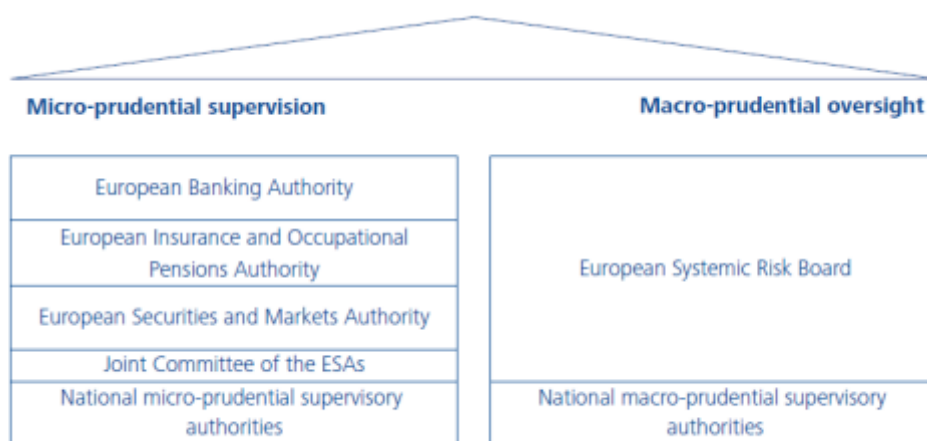 Micro-prudential supervision
Macro-prudential oversight
European Banking Authority
European Insurance and Occupational
Pensions Authority
European Securities and Markets Authority
Joint Committee of the ESAs
National micro-prudential supervisory
authorities
European Systemic Risk Board
National macro-prudential supervisory
authorities